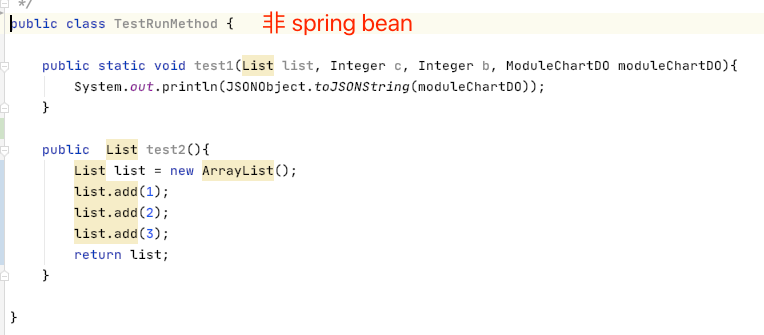 */
public class TestRunMethod {    非 spring bean
    public static void test1(List list, Integer c, Integer b, ModuleChartDO moduleChartDO){
        System.out.println(JSONObject.toJSONString(moduleChartDO));
    }
    public  List test2(){
        List list = new ArrayList();
        list.add(1);
        list.add(2);
        list.add(3);
        return list;
    }
}